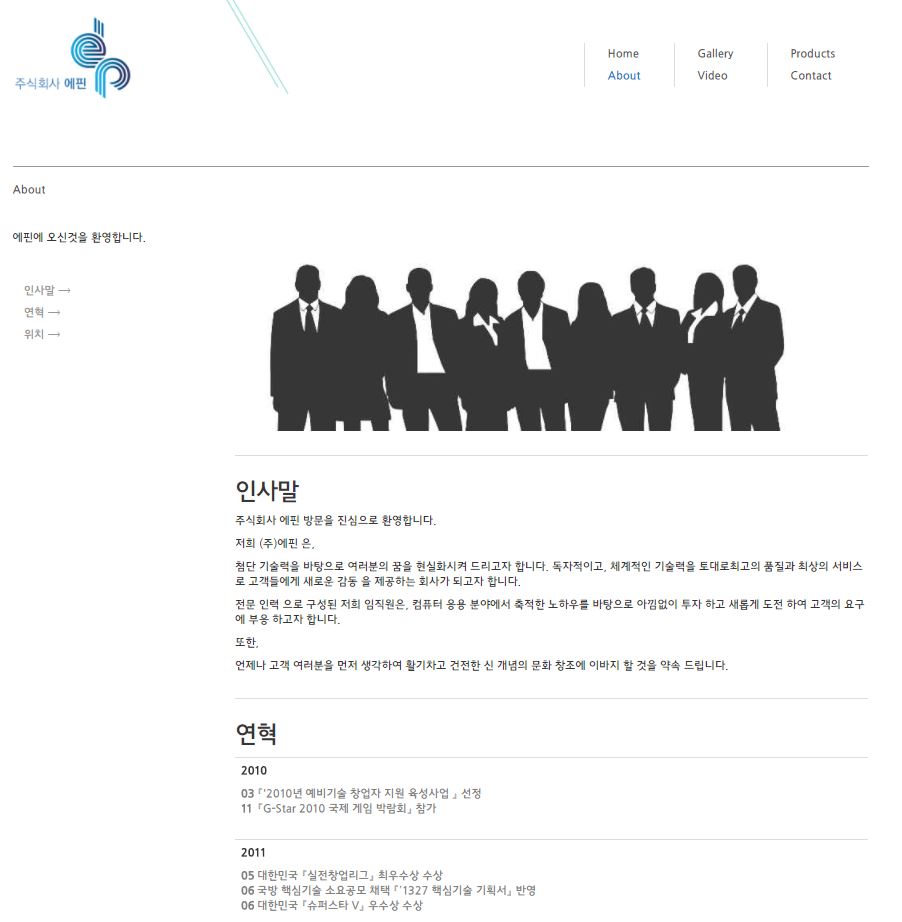 주식회사 에핀
Home
About
Gallery
Video
Products
Contact
About
에핀에 오신것을 환영합니다.
인사말 →
연혁 →
위치 →
인사말
주식회사 에핀 방문을 진심으로 환영합니다.
저희 (주)에핀 은,
첨단 기술력을 바탕으로 여러분의 꿈을 현실화시켜 드리고자 합니다. 독자적이고, 체계적인 기술력을 토대로최고의 품질과 최상의 서비스
로 고객들에게 새로운 감동 을 제공하는 회사가 되고자 합니다.
전문 인력 으로 구성된 저희 임직원은, 컴퓨터 응용 분야에서 축적한 노하우를 바탕으로 아낌없이 투자 하고 새롭게 도전 하여 고객의 요구
에 부응 하고자 합니다.
또한,
언제나 고객 여러분을 먼저 생각하여 활기차고 건전한 신 개념의 문화 창조에 이바지 할 것을 약속 드립니다.
연혁
2010
03 『'2010년 예비기술 창업자 지원 육성사업 』 선정
11 『G-Star 2010 국제 게임 박람회』 참가
2011
05 대한민국 『실전창업리그』 최우수상 수상
06 국방 핵심기술 소요공모 채택 『'1327 핵심기술 기획서』 반영
06 대한민국 『슈퍼스타 V』 우수상 수상